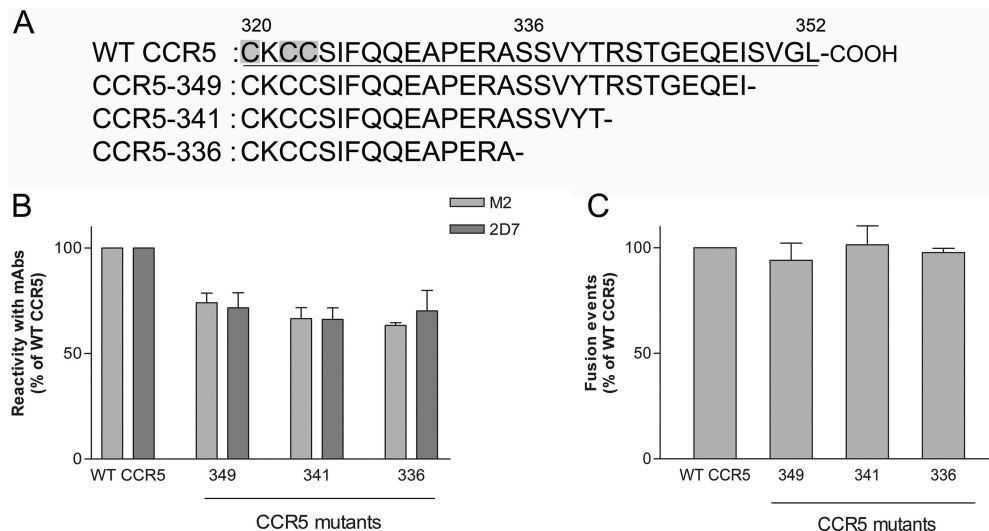 A
320 336 352
WT CCR5 : CKCCSIFQQEAPERASSVYTRSTGEQEISVGL-COOH
CCR5-349 : CKCCSIFQQEAPERASSVYTRSTGEQEI-
CCR5-341 : CKCCSIFQQEAPERASSVYT-
CCR5-336 : CKCCSIFQQEAPERA-
B
M2
2D7
Reactivity with mAbs
(% of WT CCR5)
100
50
0
WT CCR5 349 341 336
CCR5 mutants
C
Fusion events
(% of WT CCR5)
100
50
0
WT CCR5 349 341 336
CCR5 mutants